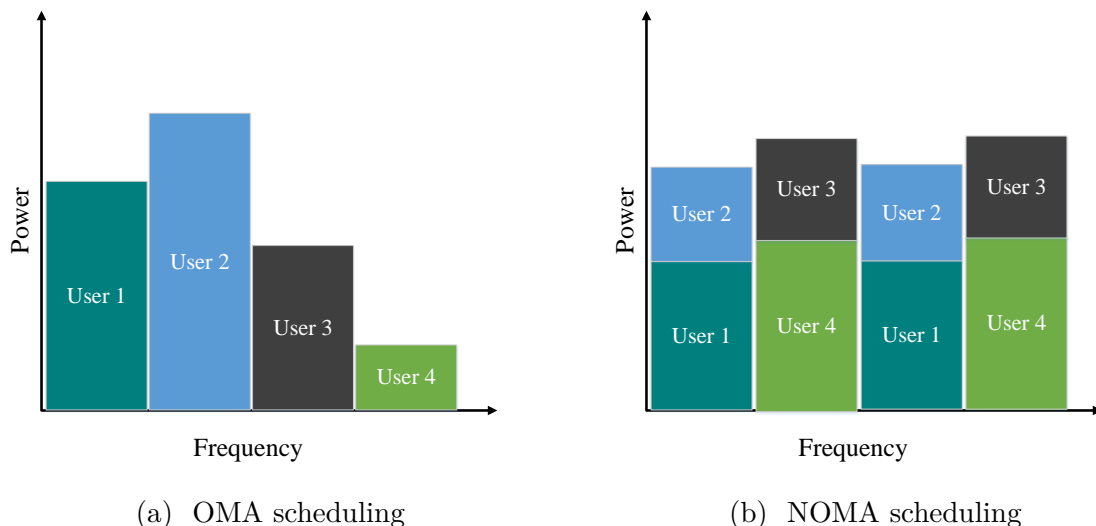 Power
User 1
User 2
User 3
User 4
Frequency
(a) OMA scheduling
Power
User 2
User 1
User 3
User 4
User 2
User 1
User 3
User 4
Frequency
(b) NOMA scheduling